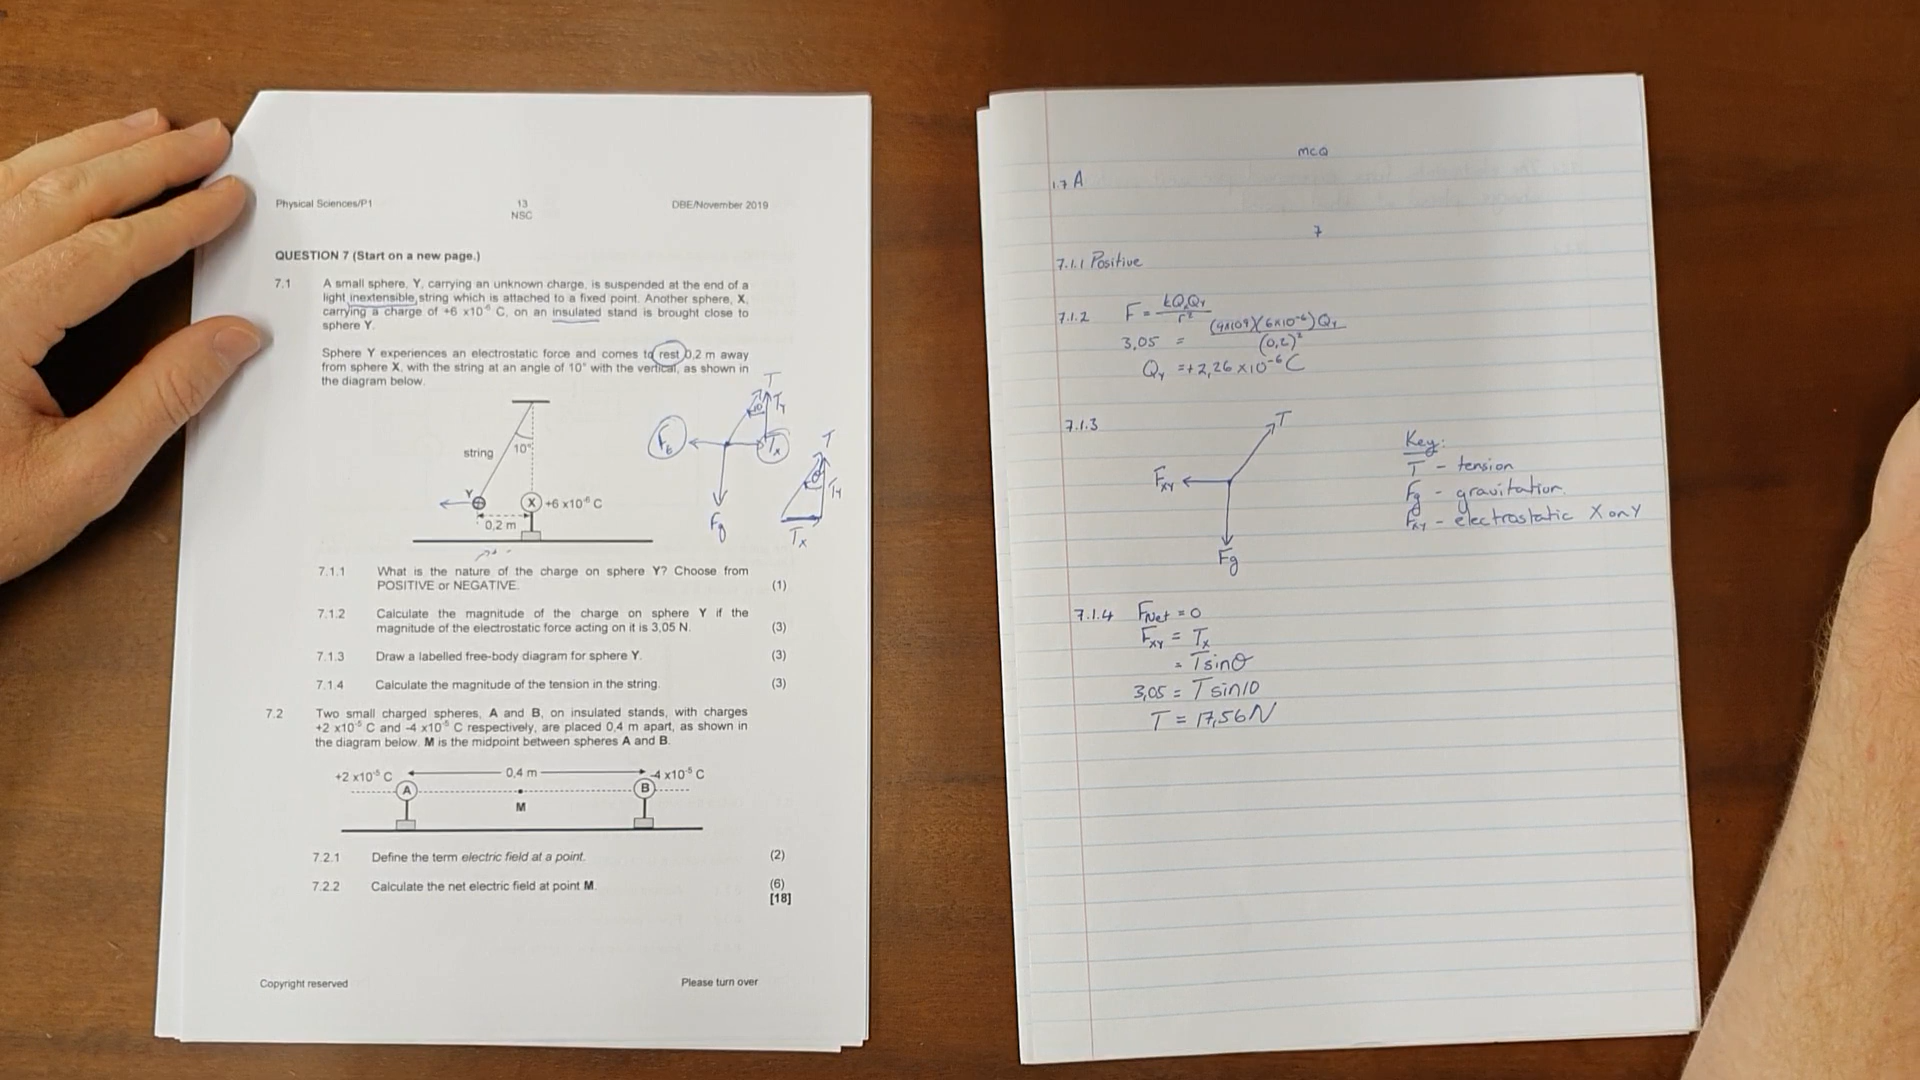 Physical Sciences/P1
13
NSC
DBE/November 2019
QUESTION 7 (Start on a new page.)
7.1
A small sphere, Y, carrying an unknown charge, is suspended at the end of a
light inextensible string which is attached to a fixed point. Another sphere, X,
carrying a charge of +6 x10⁻⁶ C, on an insulated stand is brought close to
sphere Y.
Sphere Y experiences an electrostatic force and comes to rest 0,2 m away
from sphere X, with the string at an angle of 10° with the vertical, as shown in
the diagram below.
string
10°
Y
X
+6 x10⁻⁶ C
0,2 m
T
10
Ty
FE
Tx
Fg
T
θ
Ty
Tx
7.1.1 What is the nature of the charge on sphere Y? Choose from
POSITIVE or NEGATIVE.
(1)
7.1.2 Calculate the magnitude of the charge on sphere Y if the
magnitude of the electrostatic force acting on it is 3,05 N.
(3)
7.1.3 Draw a labelled free-body diagram for sphere Y.
(3)
7.1.4 Calculate the magnitude of the tension in the string.
(3)
7.2 Two small charged spheres, A and B, on insulated stands, with charges
+2 x10⁻⁵ C and -4 x10⁻⁵ C respectively, are placed 0,4 m apart, as shown in
the diagram below. M is the midpoint between spheres A and B.
+2 x10⁻⁵ C
0,4 m
-4 x10⁻⁵ C
A
B
M
7.2.1 Define the term electric field at a point.
(2)
7.2.2 Calculate the net electric field at point M.
(6)
[18]
Copyright reserved
Please turn over
MCQ
1.7 A
7
7.1.1 Positive
7.1.2 F = kQxQY / r²
3,05 = (9x10⁹)(6x10⁻⁶)QY / (0,2)²
QY = +2,26 x 10⁻⁶ C
7.1.3
T
FXY
Fg
Key:
T - tension
Fg - gravitation.
FXY - electrostatic X on Y
7.1.4 FNet = 0
FXY = Tx
= Tsinθ
3,05 = Tsin10
T = 17,56N